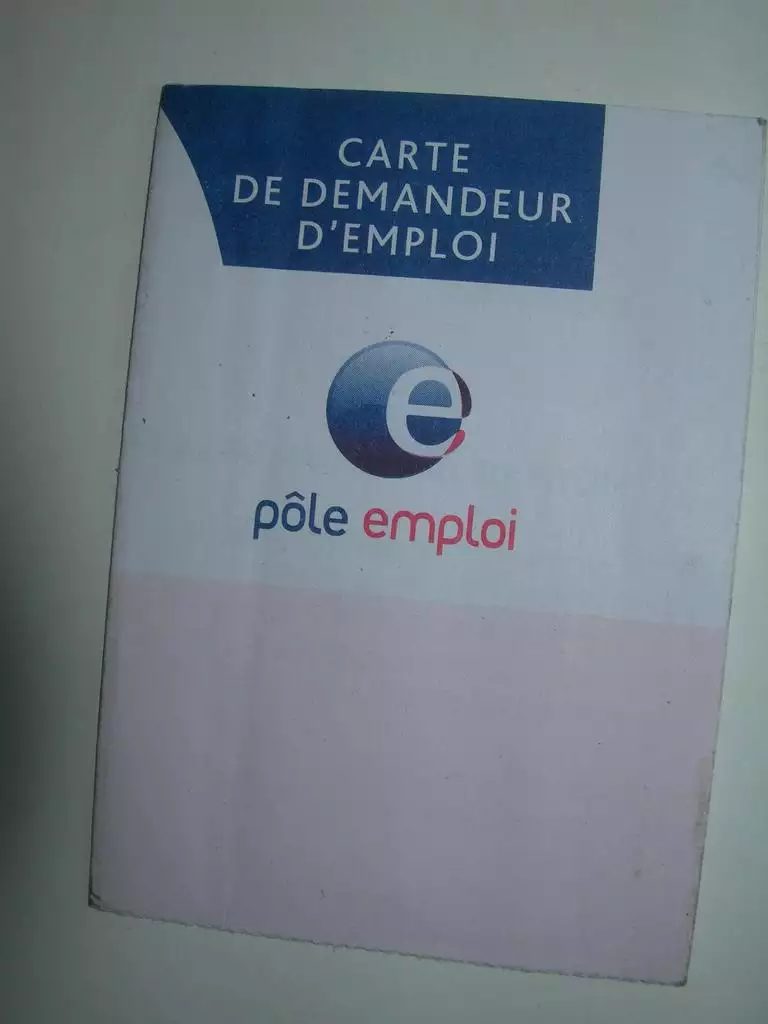 CARTE
DE DEMANDEUR
D'EMPLOI
e
pôle emploi